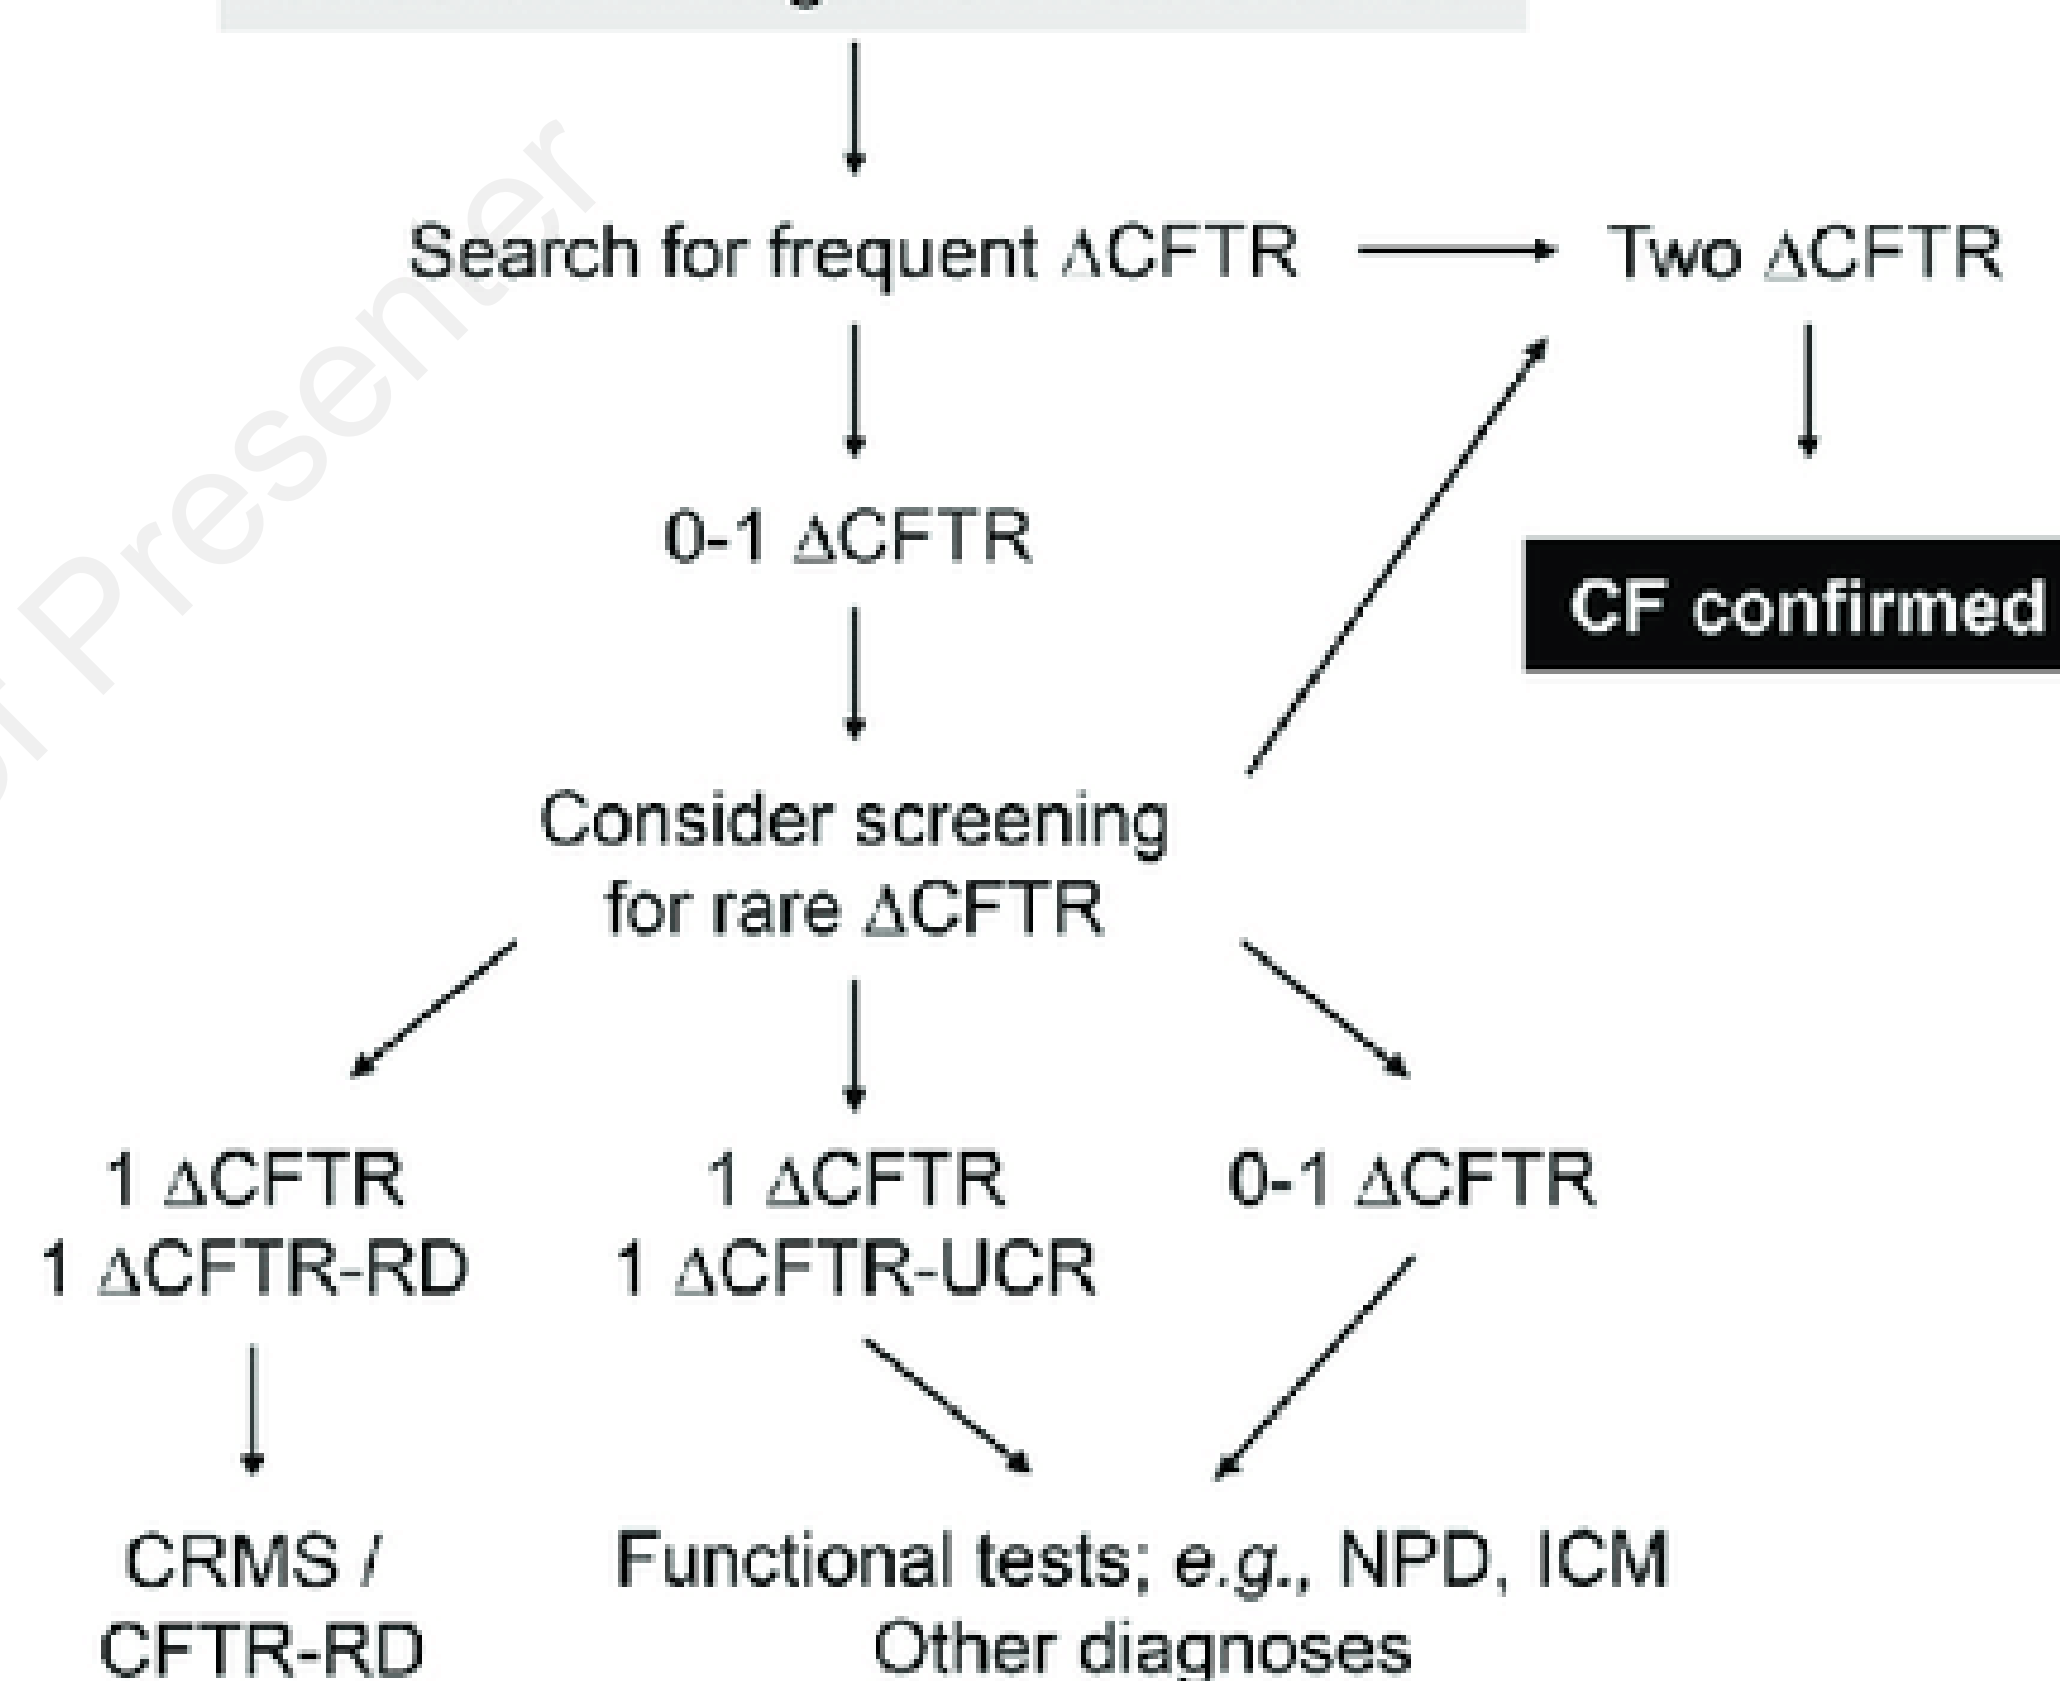 Search for frequent ΔCFTR
Two ΔCFTR
0-1 ΔCFTR
CF confirmed
Consider screening
for rare ΔCFTR
1 ΔCFTR
1 ΔCFTR-RD
1 ΔCFTR
1 ΔCFTR-UCR
0-1 ΔCFTR
CRMS /
CFTR-RD
Functional tests; e.g., NPD, ICM
Other diagnoses
of Presenter